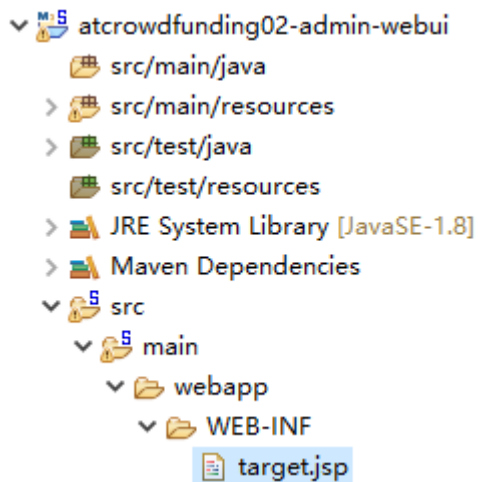 atcrowdfunding02-admin-webui
src/main/java
src/main/resources
src/test/java
src/test/resources
JRE System Library [JavaSE-1.8]
Maven Dependencies
src
main
webapp
WEB-INF
target.jsp